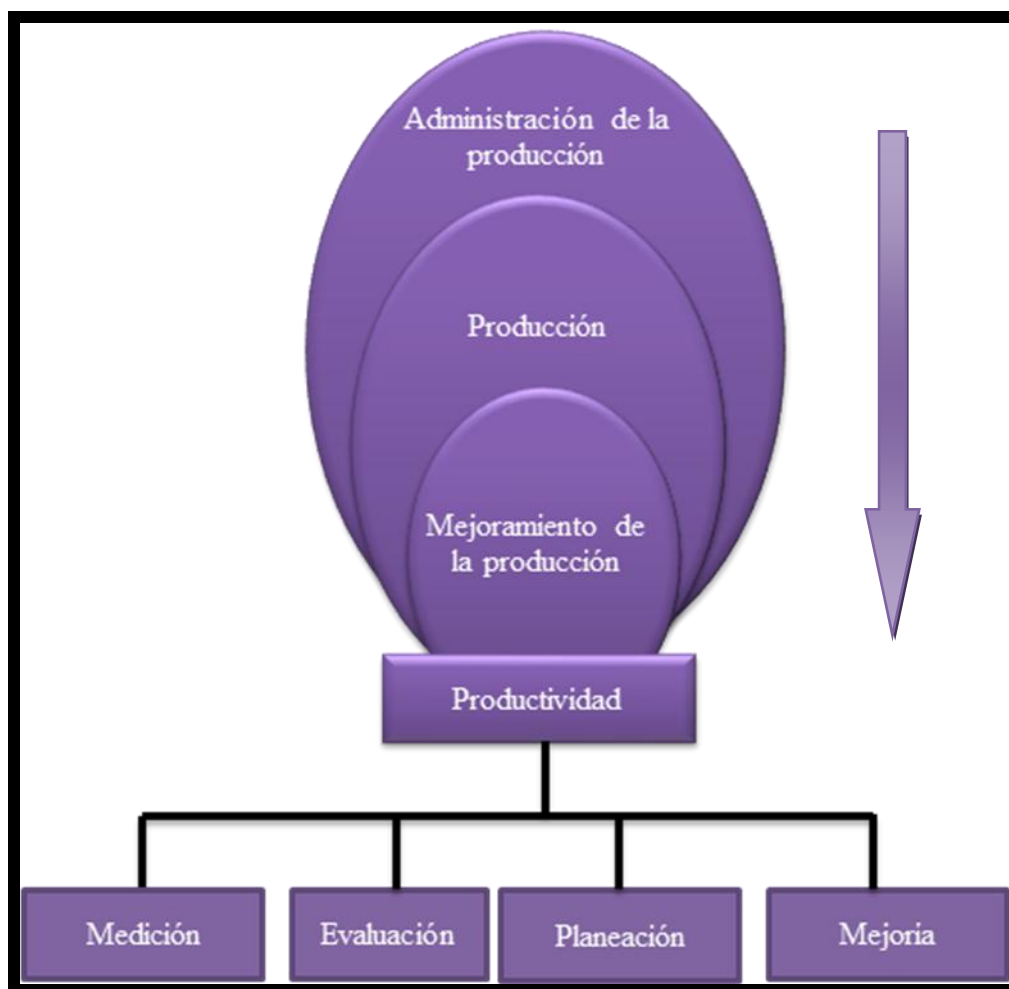 Administración de la
producción
Producción
Mejoramiento de
la producción
Productividad
Medición
Evaluación
Planeación
Mejoria